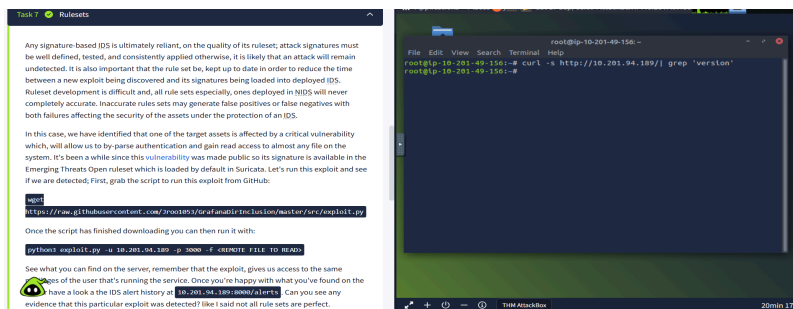 Task 7 Rulesets
Any signature-based IDS is ultimately reliant, on the quality of its ruleset; attack signatures must
be well defined, tested, and consistently applied otherwise, it is likely that an attack will remain
undetected. It is also important that the rule set be, kept up to date in order to reduce the time
between a new exploit being discovered and its signatures being loaded into deployed IDS.
Ruleset development is difficult and, all rule sets especially, ones deployed in NIDS will never
be completely accurate. Inaccurate rules sets may generate false positives or false negatives with
both failures affecting the security of the assets under the protection of an IDS.
In this case, we have identified that one of the target assets is affected by a critical vulnerability
which, will allow us to by-parse authentication and gain read access to almost any file on the
system. It's been a while since this vulnerability was made public so its signature is available in the
Emerging Threats Open ruleset which is loaded by default in Suricata. Let's run this exploit and see
if we are detected; First, grab the script to run this exploit from GitHub:
wget
https://raw.githubusercontent.com/Jroo1053/GrafanaDirInclusion/master/src/exploit.py
Once the script has finished downloading you can then run it with:
python3 exploit.py -u 10.201.94.189 -p 3000 -f <REMOTE FILE TO READ>
See what you can find on the server, remember that the exploit, gives us access to the same
of the user that's running the service. Once you're happy with what you've found on the
have a look a the IDS alert history at 10.201.94.189:8000/alerts . Can you see any
evidence that this particular exploit was detected? like I said not all rule sets are perfect.
root@ip-10-201-49-156: ~
File Edit View Search Terminal Help
root@ip-10-201-49-156:~# curl -s http://10.201.94.189/| grep 'version'
root@ip-10-201-49-156:~#
THM AttackBox
20min 17